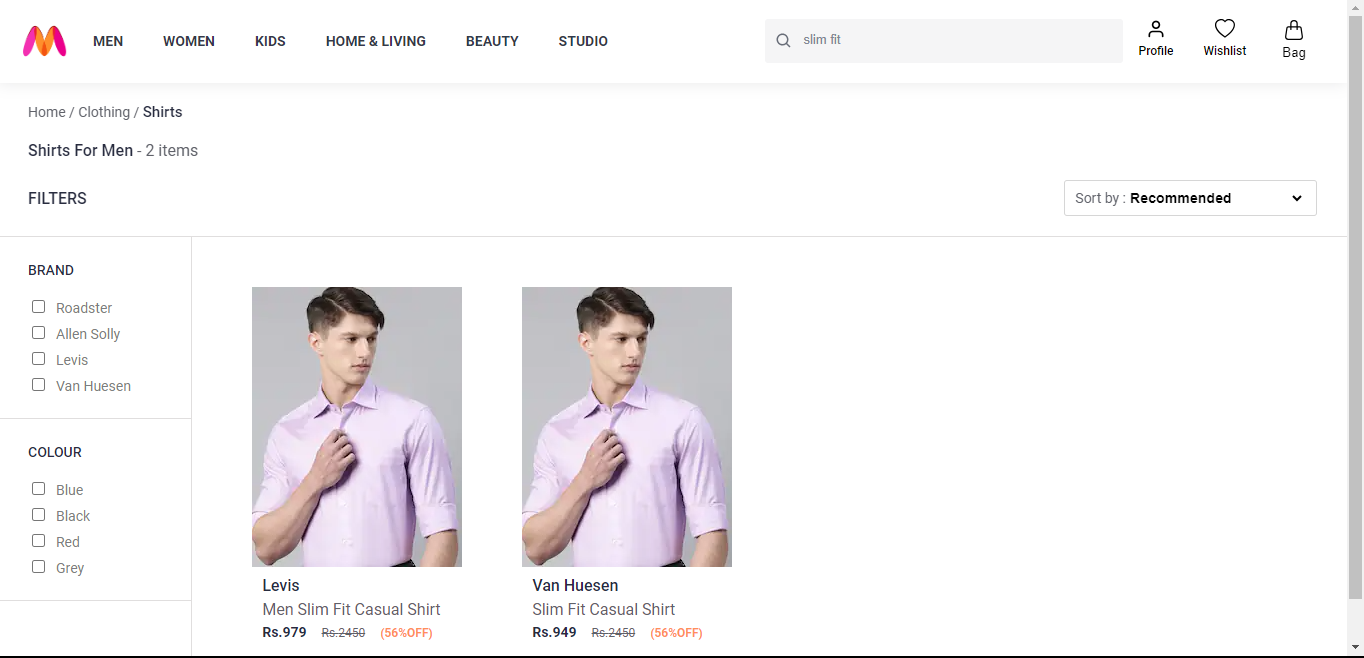 MEN WOMEN KIDS HOME & LIVING BEAUTY STUDIO slim fit Profile Wishlist Bag
Home / Clothing / Shirts
Shirts For Men - 2 items
FILTERS Sort by : Recommended
BRAND
Roadster
Allen Solly
Levis
Van Huesen
COLOUR
Blue
Black
Red
Grey
Levis
Men Slim Fit Casual Shirt
Rs.979 Rs.2450 (56%OFF)
Van Huesen
Slim Fit Casual Shirt
Rs.949 Rs.2450 (56%OFF)